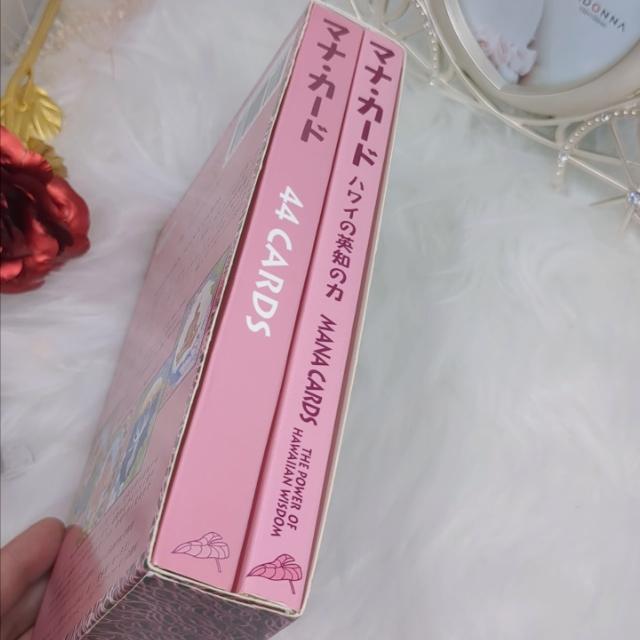 マナ・カード
44 CARDS
マナ・カード
ハワイの英知の力
MANA CARDS
THE POWER OF
HAWAIIAN WISDOM
DONNA